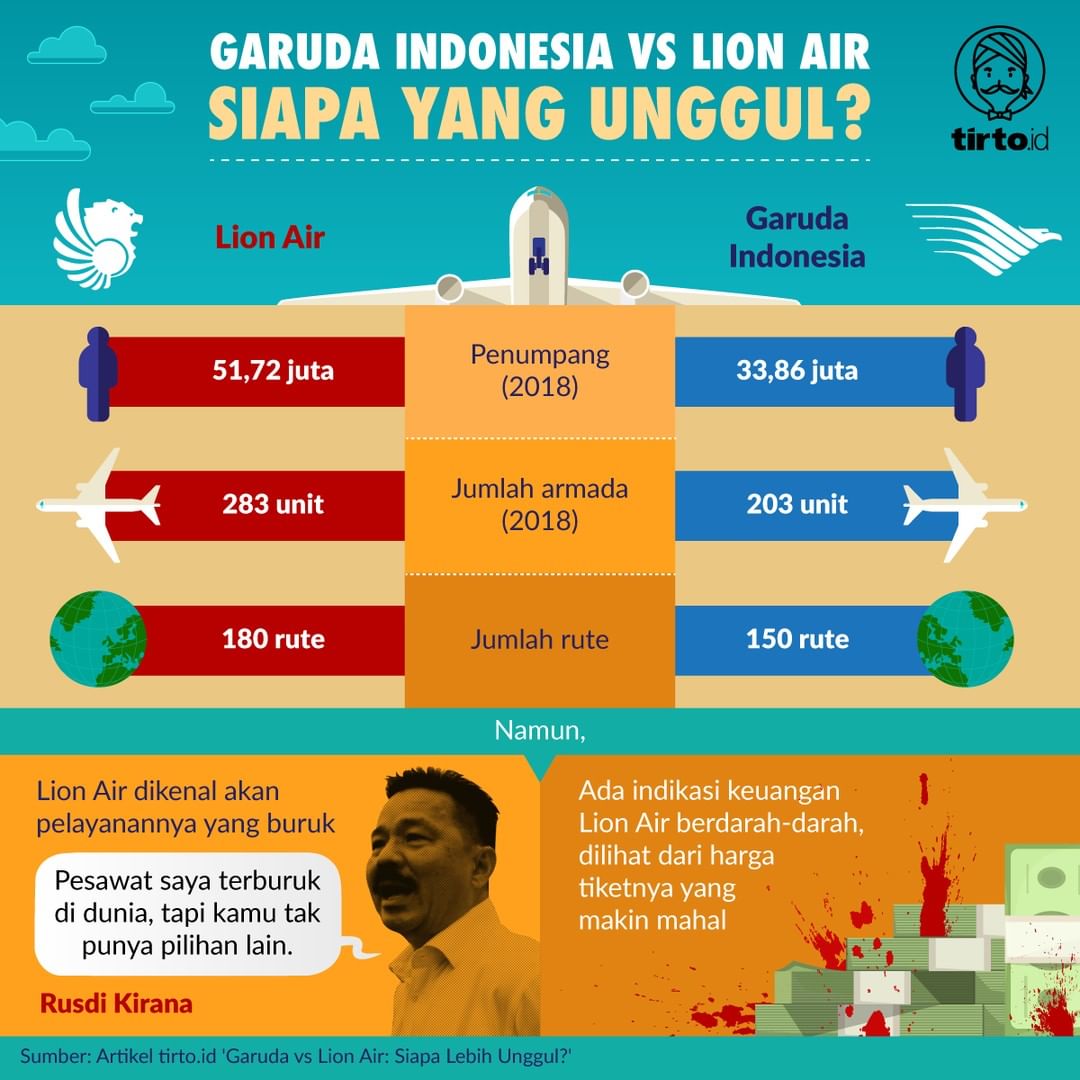 GARUDA INDONESIA VS LION AIR
SIAPA YANG UNGGUL?
tirto.id
Lion Air
Garuda
Indonesia
51,72 juta
Penumpang
(2018)
33,86 juta
283 unit
Jumlah armada
(2018)
203 unit
180 rute
Jumlah rute
150 rute
Namun,
Lion Air dikenal akan
pelayanannya yang buruk
Pesawat saya terburuk
di dunia, tapi kamu tak
punya pilihan lain.
Rusdi Kirana
Ada indikasi keuangan
Lion Air berdarah-darah,
dilihat dari harga
tiketnya yang
makin mahal
Sumber: Artikel tirto.id 'Garuda vs Lion Air: Siapa Lebih Unggul?'